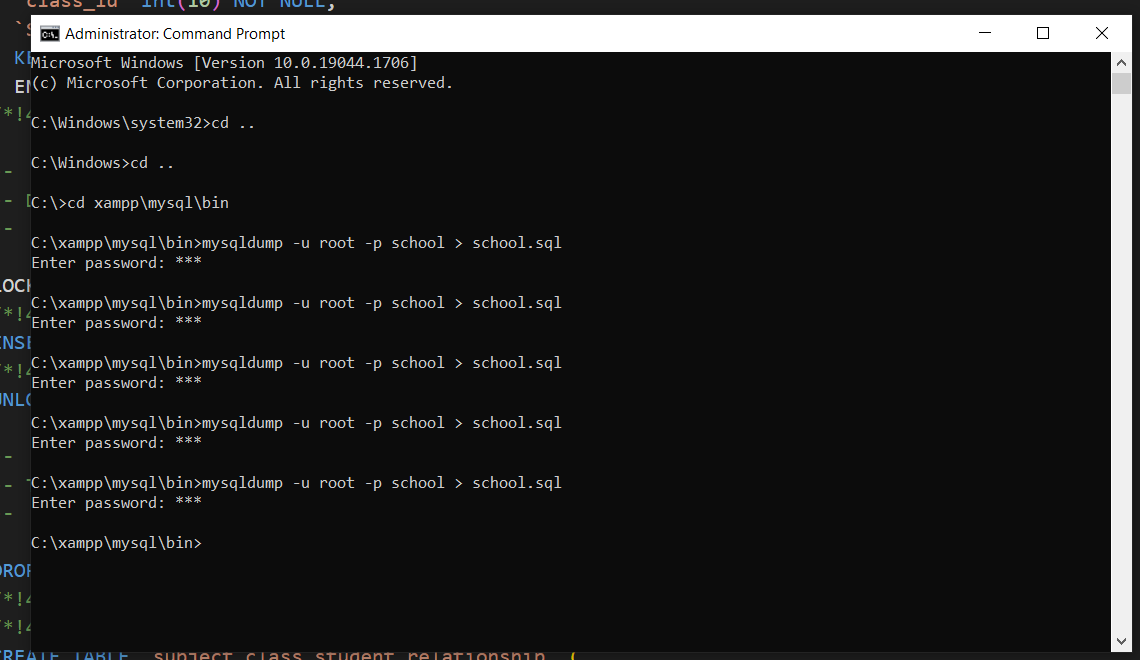 class_id int(10) NOT NULL,
Administrator: Command Prompt
Microsoft Windows [Version 10.0.19044.1706]
(c) Microsoft Corporation. All rights reserved.
C:\Windows\system32>cd ..
C:\Windows>cd ..
C:\>cd xampp\mysql\bin
C:\xampp\mysql\bin>mysqldump -u root -p school > school.sql
Enter password: ***
C:\xampp\mysql\bin>mysqldump -u root -p school > school.sql
Enter password: ***
C:\xampp\mysql\bin>mysqldump -u root -p school > school.sql
Enter password: ***
C:\xampp\mysql\bin>mysqldump -u root -p school > school.sql
Enter password: ***
C:\xampp\mysql\bin>mysqldump -u root -p school > school.sql
Enter password: ***
C:\xampp\mysql\bin>
CREATE TABLE `subject_class_student_relationship` (